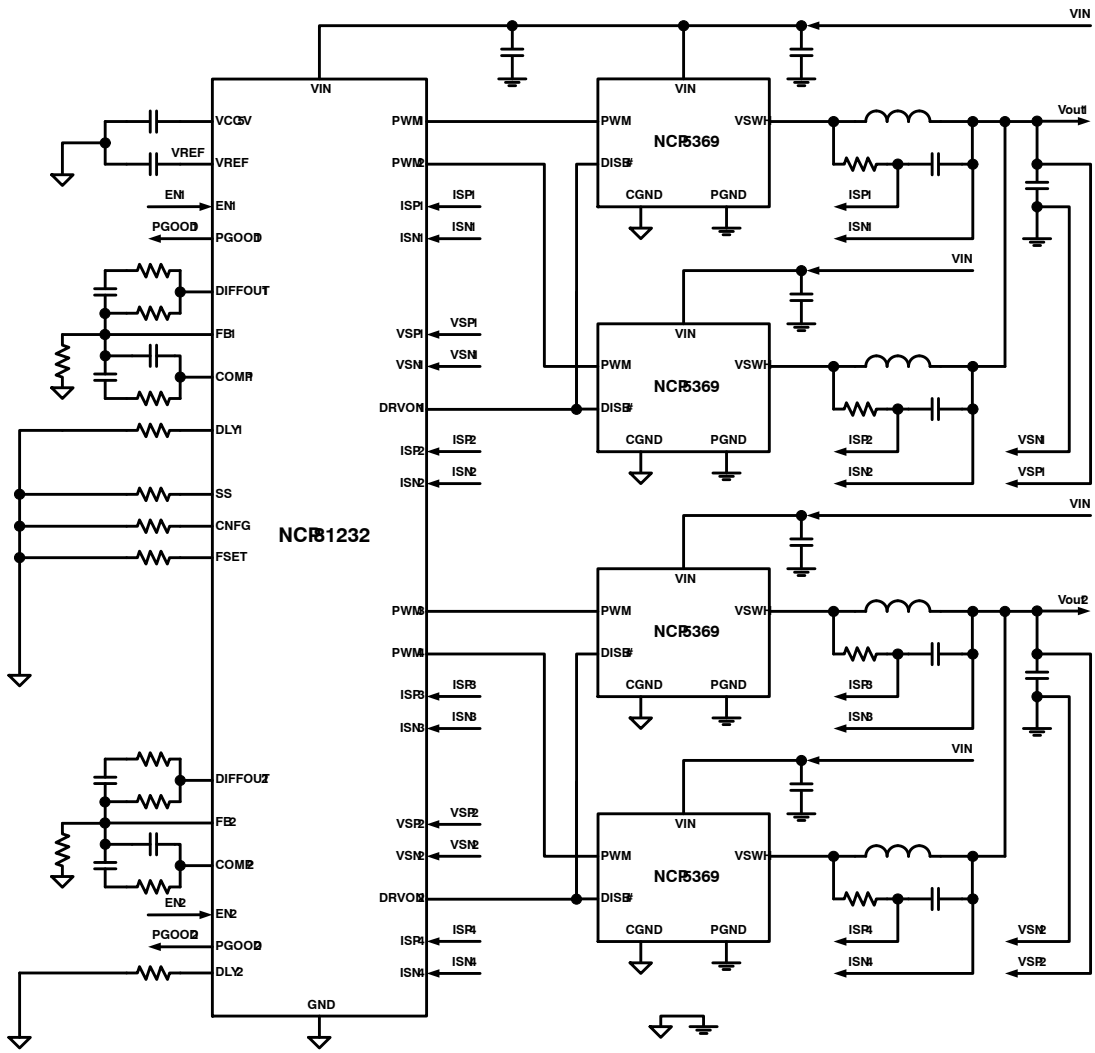 VIN
VIN
VIN
VCC5V
PWM1
PWM
VSWH
Vout1
NCP5369
VREF
VREF
PWM2
DISB#
EN1
EN1
ISP1
ISP1
CGND
PGND
ISP1
PGOOD1
PGOOD1
ISN1
ISN1
ISN1
VIN
DIFFOUT1
FB1
VSP1
VSP1
VIN
VSN1
VSN1
PWM
VSWH
COMP1
NCP5369
DRVON1
DISB#
DLY1
ISP2
ISP2
CGND
PGND
ISP2
VSN1
ISN2
ISN2
ISN2
VSP1
SS
VIN
CNFG
NCP81232
FSET
VIN
PWM3
PWM
VSWH
Vout2
NCP5369
PWM4
DISB#
ISP3
ISP3
CGND
PGND
ISP3
ISN3
ISN3
ISN3
VIN
DIFFOUT2
FB2
VSP2
VSP2
VIN
VSN2
VSN2
PWM
VSWH
COMP2
NCP5369
DRVON2
DISB#
EN2
EN2
PGOOD2
PGOOD2
ISP4
ISP4
CGND
PGND
ISP4
VSN2
DLY2
ISN4
ISN4
ISN4
VSP2
GND